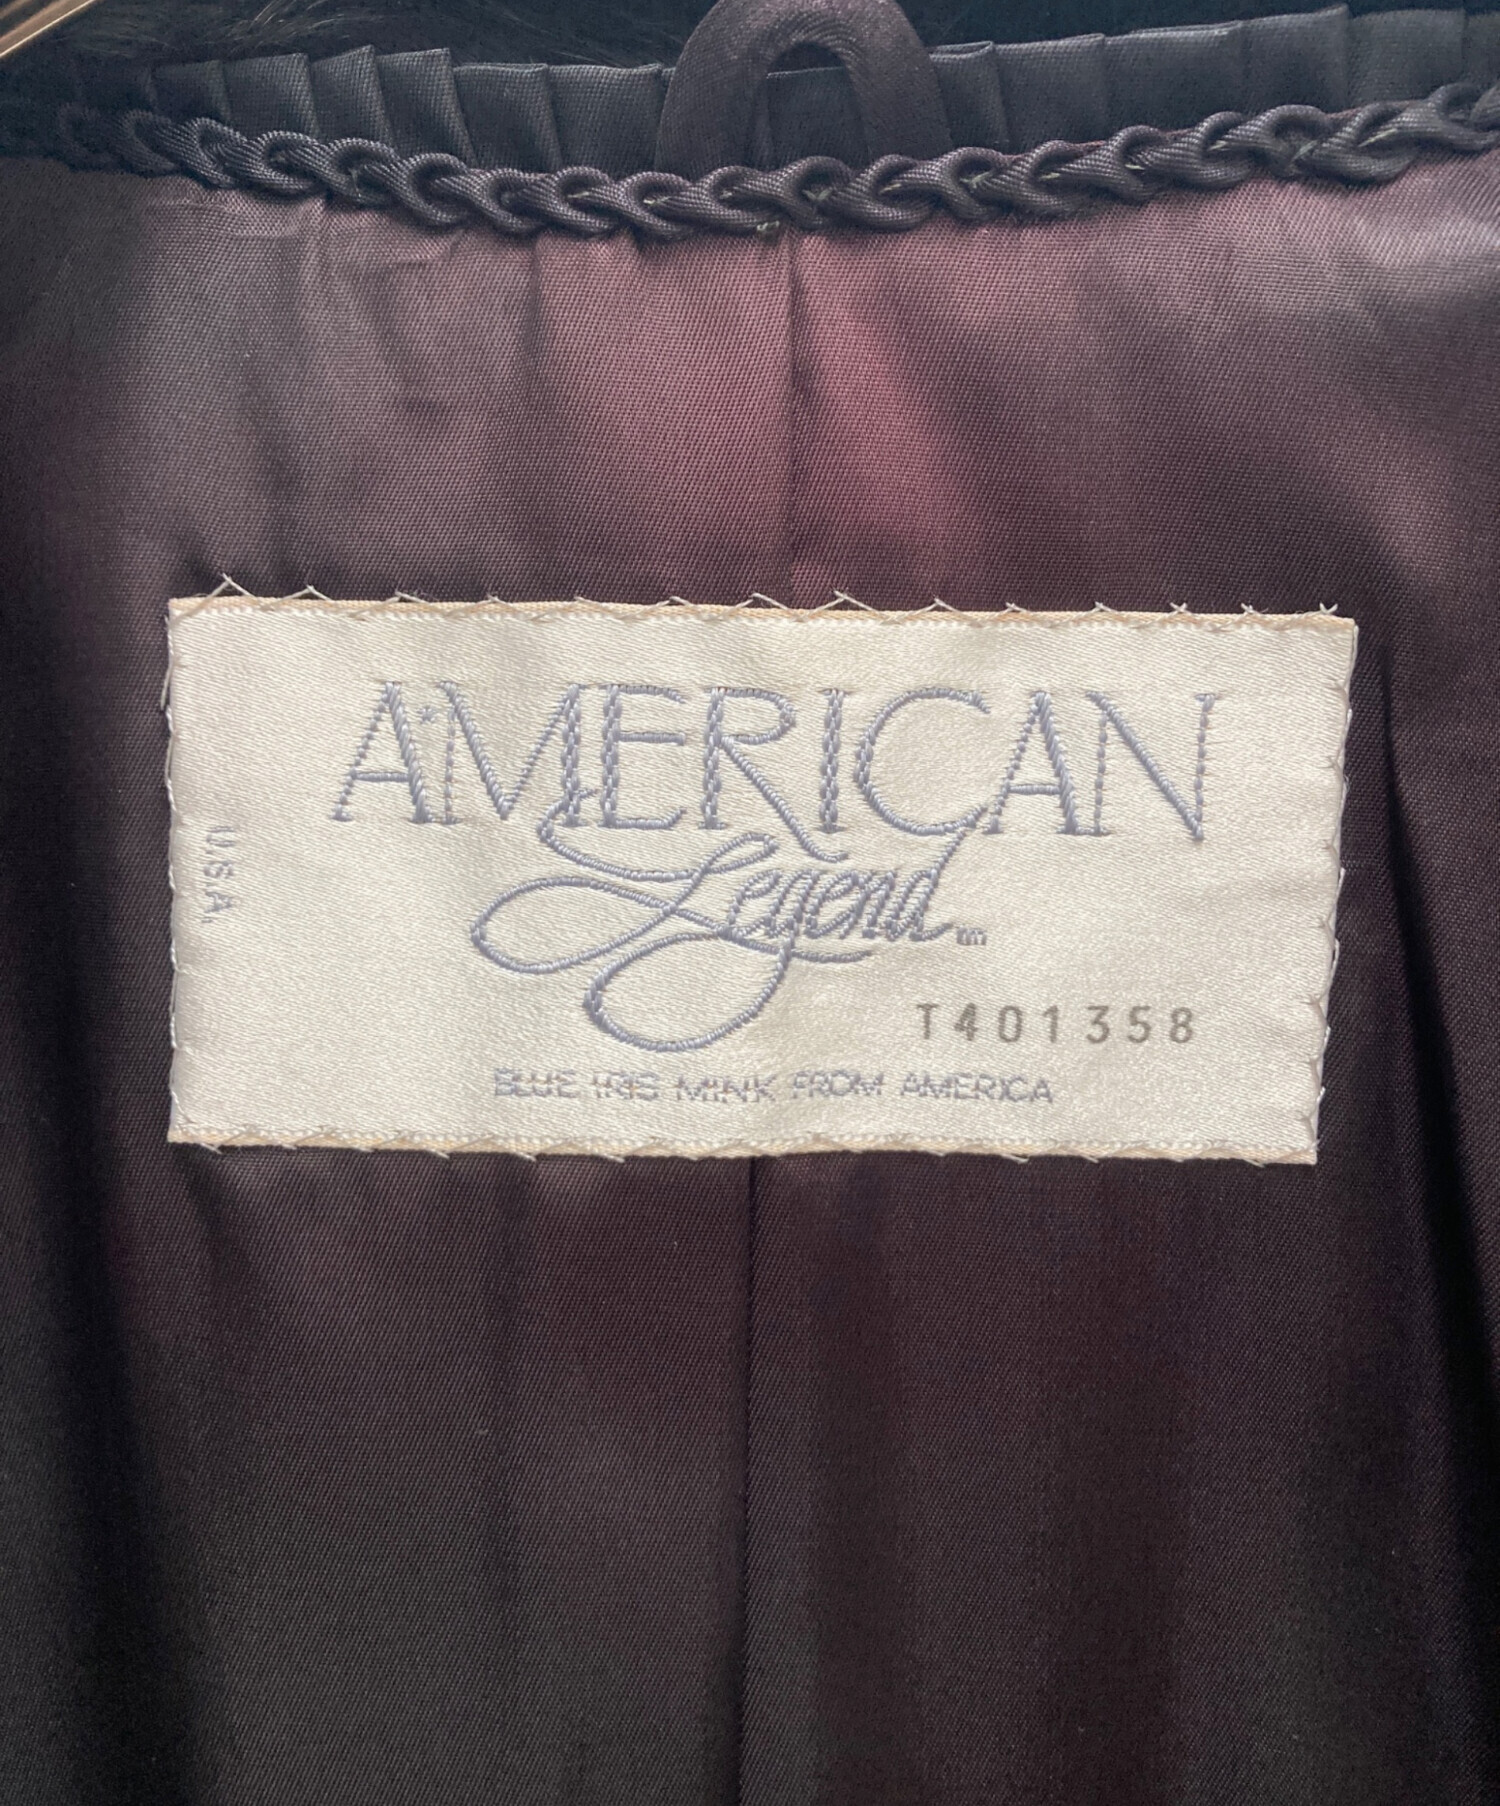 AMERICAN
Legend
U.S.A.
T401358
BLUE IRIS MINK FROM AMERICA